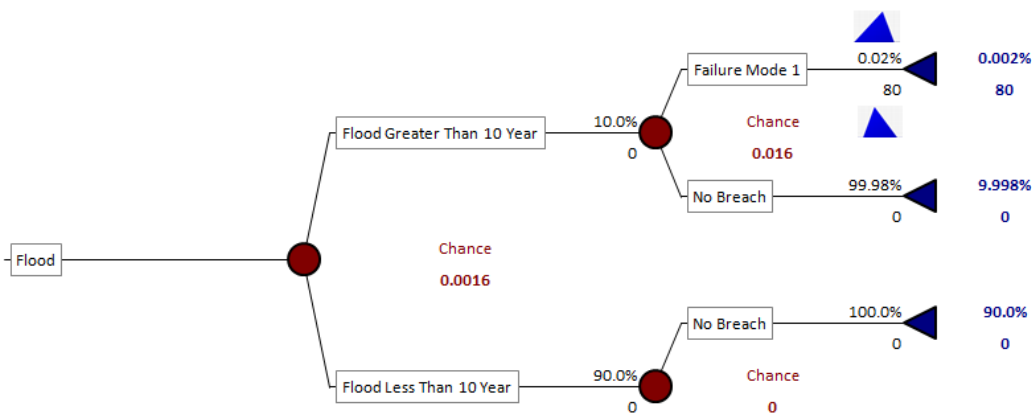 0.02%
0.002%
Failure Mode 1
80
80
Flood Greater Than 10 Year
10.0%
0
Chance
0.016
No Breach
99.98%
9.998%
0
0
Flood
Chance
0.0016
No Breach
100.0%
90.0%
0
0
Flood Less Than 10 Year
90.0%
0
Chance
0